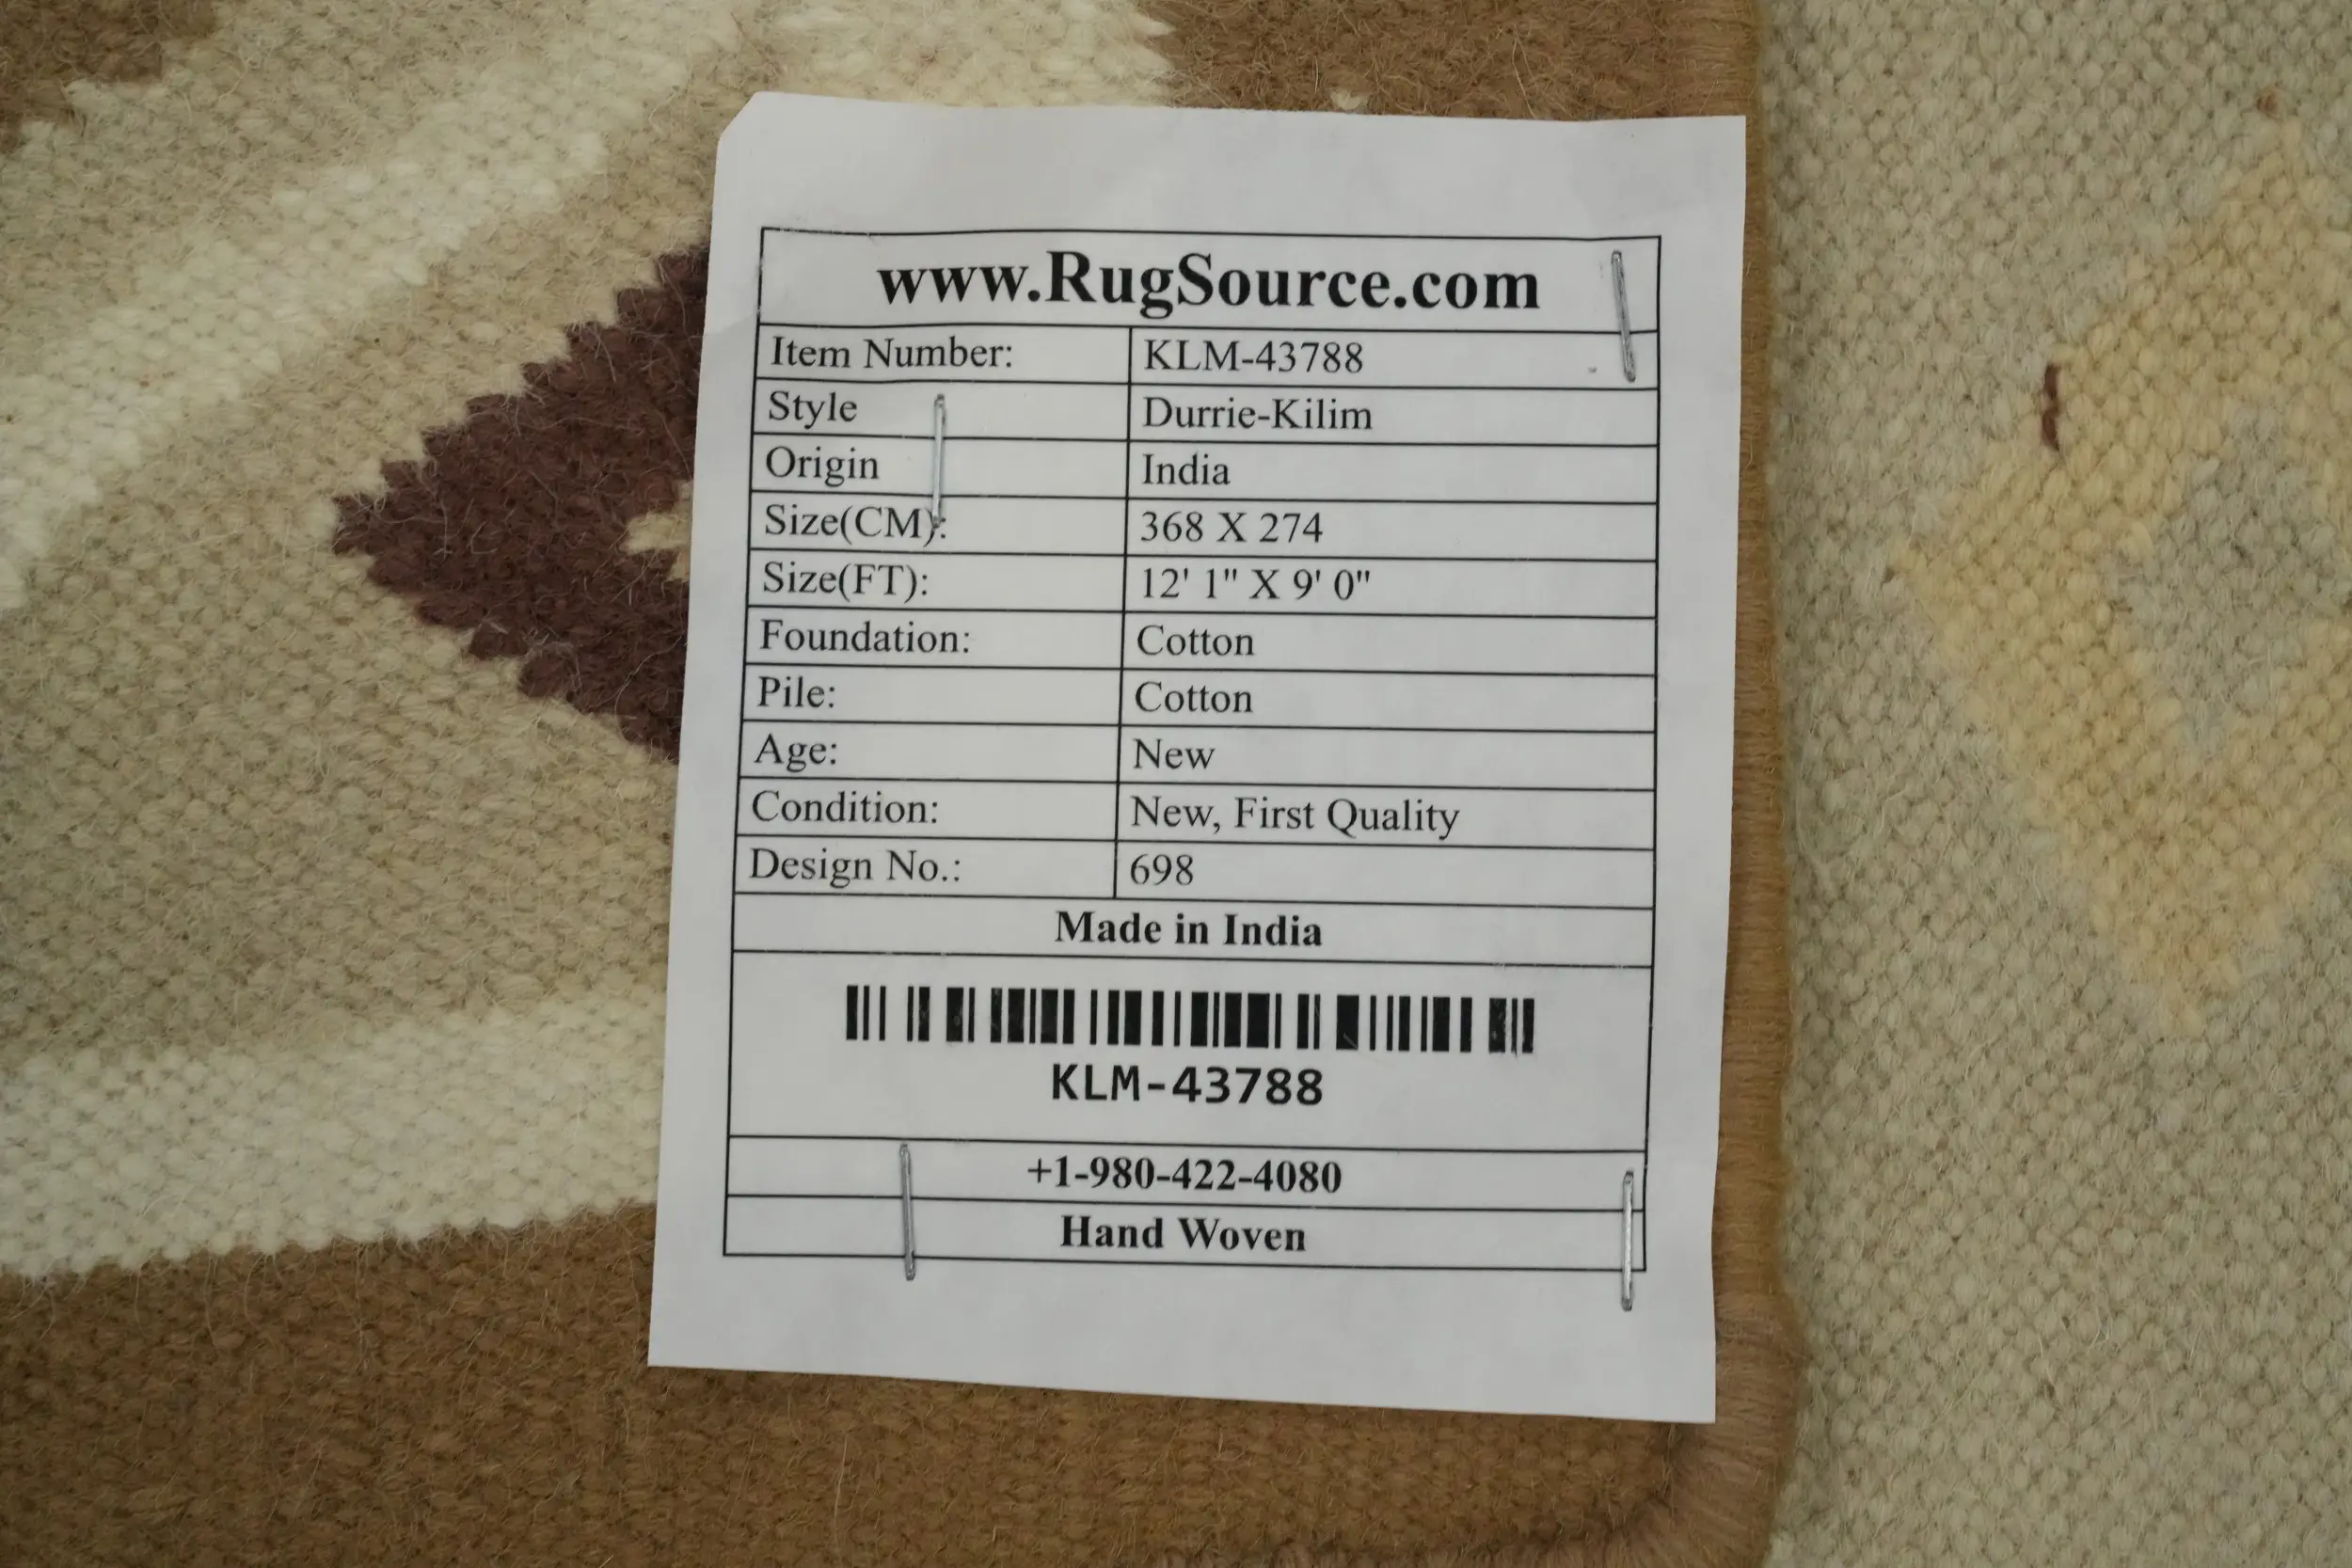 www.RugSource.com
Item Number: KLM-43788
Style Durrie-Kilim
Origin India
Size(CM): 368 X 274
Size(FT): 12' 1" X 9' 0"
Foundation: Cotton
Pile: Cotton
Age: New
Condition: New, First Quality
Design No.: 698
Made in India
KLM-43788
+1-980-422-4080
Hand Woven